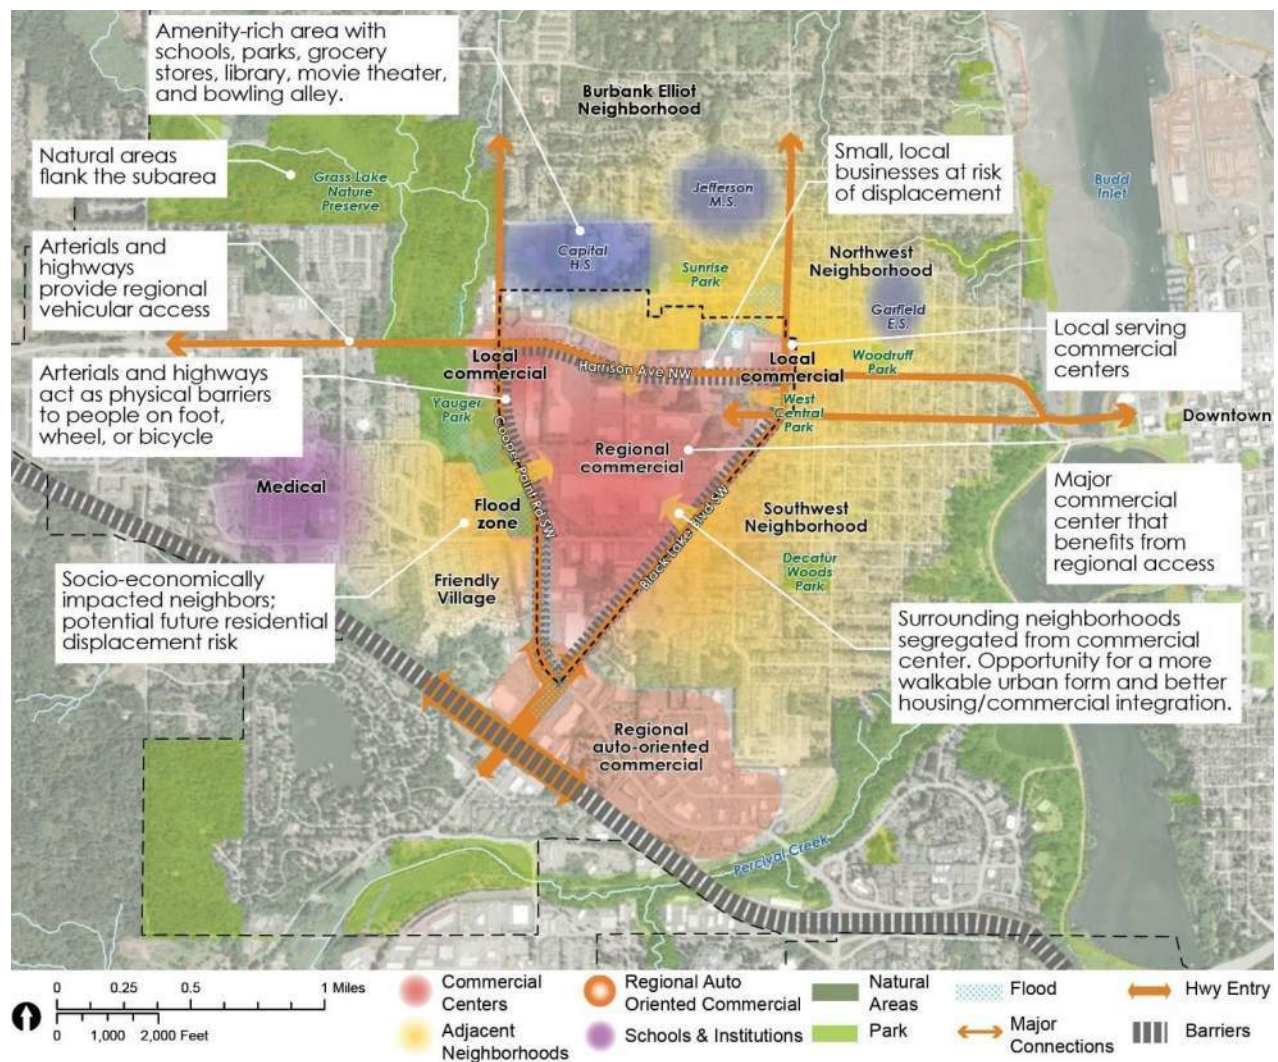 Amenity-rich area with
schools, parks, grocery
stores, library, movie theater,
and bowling alley.
Burbank Elliot
Neighborhood
Natural areas
flank the subarea
Grass Lake
Nature
Preserve
Small, local
businesses at risk
of displacement
Jefferson
M.S.
Budd
Inlet
Arterials and
highways
provide regional
vehicular access
Capital
H.S.
Sunrise
Park
Northwest
Neighborhood
Garfield
E.S.
Local serving
commercial
centers
Arterials and highways
act as physical barriers
to people on foot,
wheel, or bicycle
Local
commercial
Harrison Ave NW
Local
commercial
Woodruff
Park
Yauger
Park
West
Central
Park
Downtown
Cooper Point Rd SW
Regional
commercial
Medical
Flood
zone
Black Lake Blvd SW
Southwest
Neighborhood
Major
commercial
center that
benefits from
regional access
Decatur
Woods
Park
Friendly
Village
Socio-economically
impacted neighbors;
potential future residential
displacement risk
Surrounding neighborhoods
segregated from commercial
center. Opportunity for a more
walkable urban form and better
housing/commercial integration.
Regional
auto-oriented
commercial
Percival Creek
0 0.25 0.5 1 Miles
0 1,000 2,000 Feet
Commercial
Centers
Adjacent
Neighborhoods
Regional Auto
Oriented Commercial
Schools & Institutions
Natural
Areas
Park
Flood
Major
Connections
Hwy Entry
Barriers